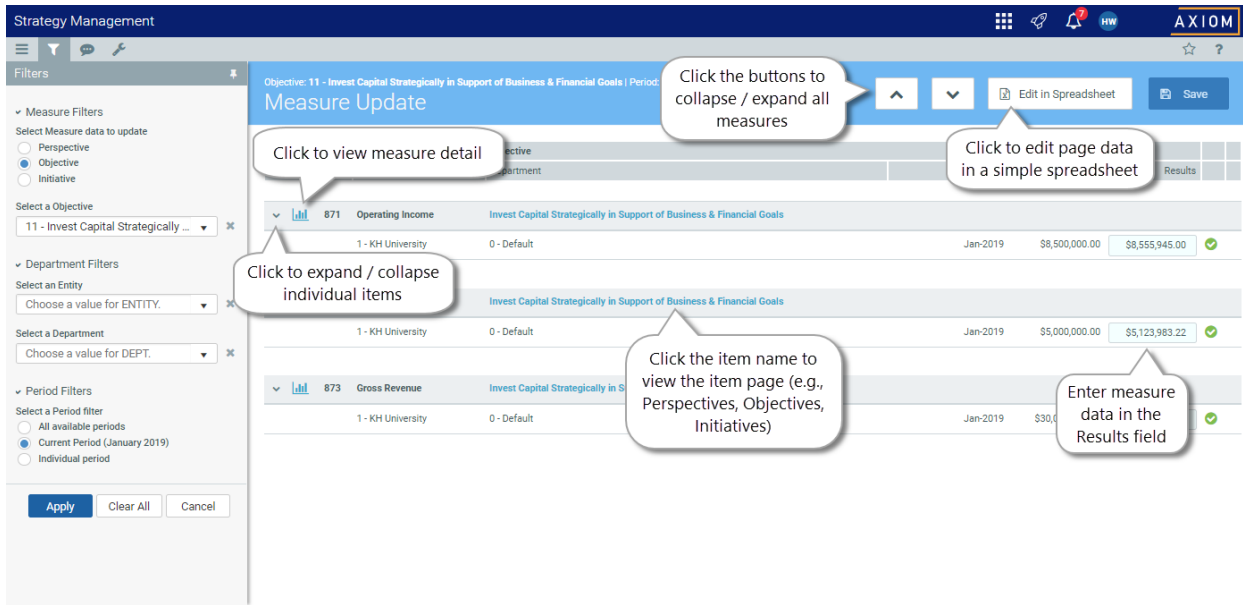 Strategy Management
7
HW
AXIOM
?
Filters
Measure Filters
Select Measure data to update
Perspective
Objective
Initiative
Select a Objective
11 - Invest Capital Strategically ...
Department Filters
Select an Entity
Choose a value for ENTITY.
Select a Department
Choose a value for DEPT.
Period Filters
Select a Period filter
All available periods
Current Period (January 2019)
Individual period
Apply
Clear All
Cancel
Objective: 11 - Invest Capital Strategically in Support of Business & Financial Goals | Period:
Measure Update
Click the buttons to
collapse / expand all
measures
Edit in Spreadsheet
Save
Click to view measure detail
Click to edit page data
in a simple spreadsheet
Results
871 Operating Income Invest Capital Strategically in Support of Business & Financial Goals
1 - KH University 0 - Default Jan-2019 $8,500,000.00 $8,555,945.00
Click to expand / collapse
individual items
Invest Capital Strategically in Support of Business & Financial Goals
1 - KH University 0 - Default Jan-2019 $5,000,000.00 $5,123,983.22
Click the item name to
view the item page (e.g.,
Perspectives, Objectives,
Initiatives)
Enter measure
data in the
Results field
873 Gross Revenue Invest Capital Strategically in
1 - KH University 0 - Default Jan-2019